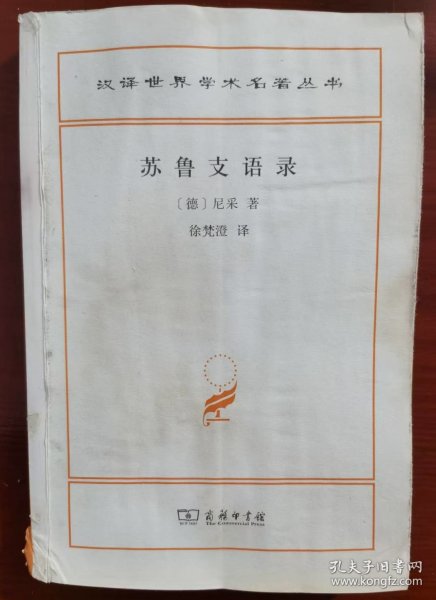 汉译世界学术名著丛书
苏鲁支语录
〔德〕尼采 著
徐梵澄 译
商务印书馆
The Commercial Press
孔夫子旧书网
www.kongfz.com